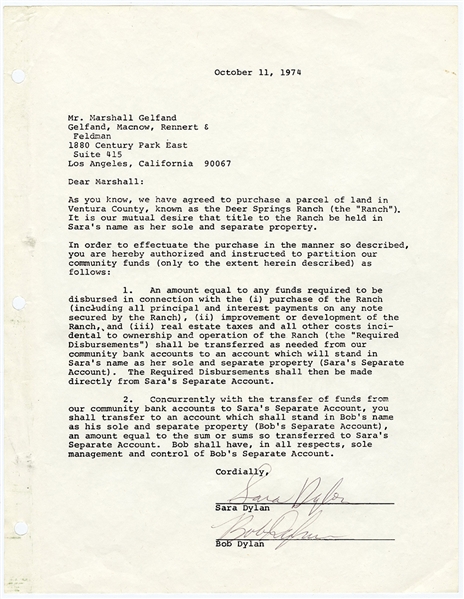 October 11, 1974
Mr. Marshall Gelfand
Gelfand, Macnow, Rennert &
Feldman
1880 Century Park East
Suite 415
Los Angeles, California 90067
Dear Marshall:
As you know, we have agreed to purchase a parcel of land in
Ventura County, known as the Deer Springs Ranch (the "Ranch").
It is our mutual desire that title to the Ranch be held in
Sara's name as her sole and separate property.
In order to effectuate the purchase in the manner so described,
you are hereby authorized and instructed to partition our
community funds (only to the extent herein described) as
follows:
1. An amount equal to any funds required to be
disbursed in connection with the (i) purchase of the Ranch
(including all principal and interest payments on any note
secured by the Ranch), (ii) improvement or development of the
Ranch, and (iii) real estate taxes and all other costs inci-
dental to ownership and operation of the Ranch (the "Required
Disbursements") shall be transferred as needed from our
community bank accounts to an account which will stand in
Sara's name as her sole and separate property (Sara's Separate
Account). The Required Disbursements shall then be made
directly from Sara's Separate Account.
2. Concurrently with the transfer of funds from
our community bank accounts to Sara's Separate Account, you
shall transfer to an account which shall stand in Bob's name
as his sole and separate property (Bob's Separate Account),
an amount equal to the sum or sums so transferred to Sara's
Separate Account. Bob shall have, in all respects, sole
management and control of Bob's Separate Account.
Cordially,
Sara Dylan
Sara Dylan
Bob Dylan
Bob Dylan